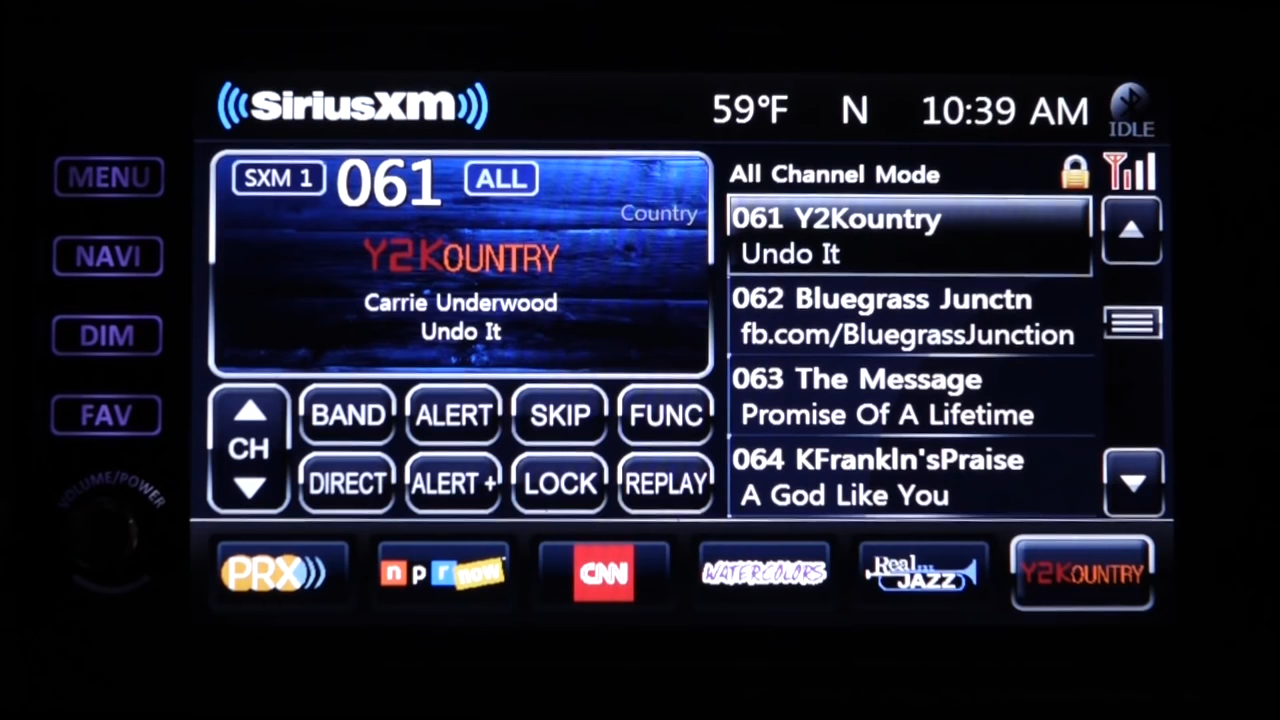 SiriusXM
59°F N 10:39 AM
IDLE
MENU
NAVI
DIM
FAV
VOLUME/POWER
SXM 1 061 ALL
Country
Y2KOUNTRY
Carrie Underwood
Undo It
CH
BAND ALERT SKIP FUNC
DIRECT ALERT + LOCK REPLAY
All Channel Mode
061 Y2Kountry
Undo It
062 Bluegrass Junctn
fb.com/BluegrassJunction
063 The Message
Promise Of A Lifetime
064 KFrankln'sPraise
A God Like You
PRX npr now CNN WATERCOLORS Real... JAZZ Y2KOUNTRY